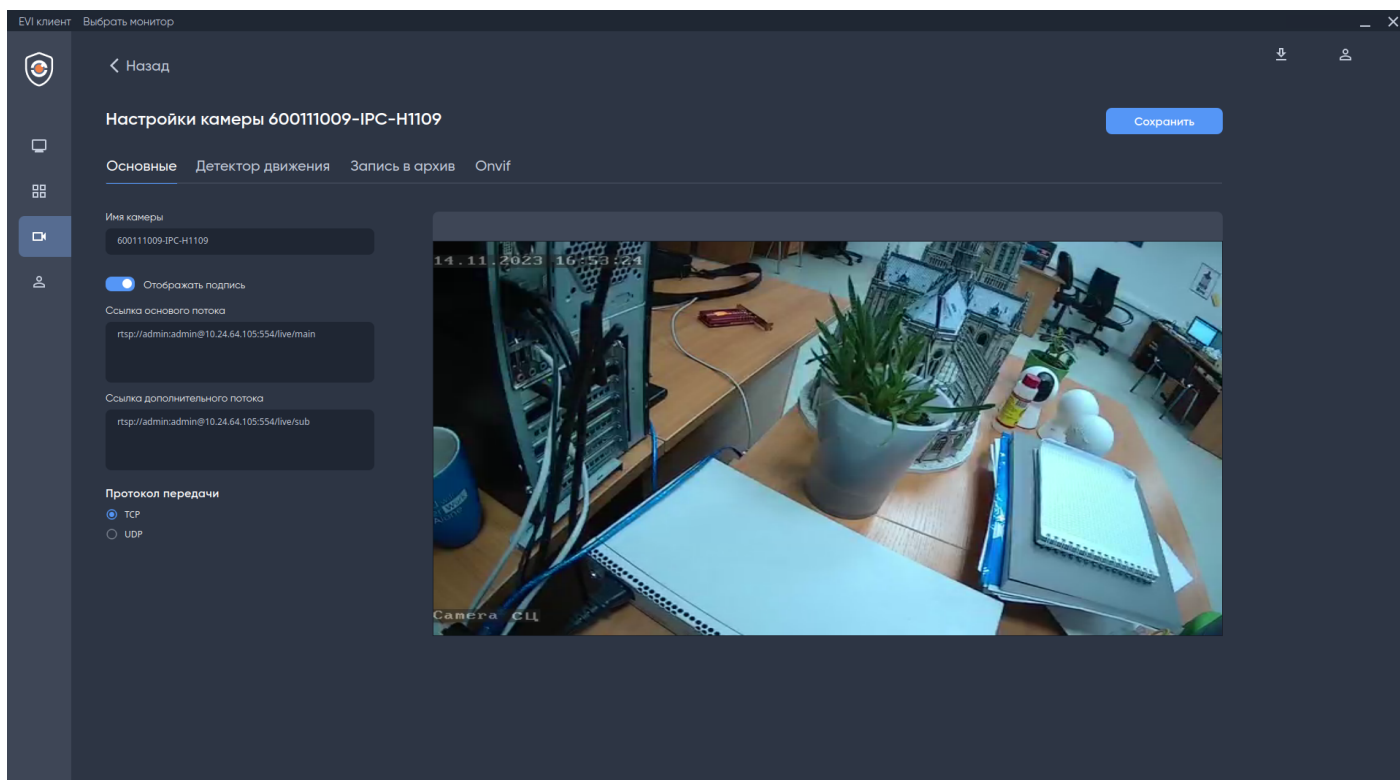 EVI клиент Выбрать монитор
Назад
Настройки камеры 600111009-IPC-H1109
Сохранить
Основные Детектор движения Запись в архив Onvif
Имя камеры
600111009-IPC-H1109
Отображать подпись
Ссылка основого потока
rtsp://admin:admin@10.24.64.105:554/live/main
Ссылка дополнительного потока
rtsp://admin:admin@10.24.64.105:554/live/sub
Протокол передачи
TCP
UDP
14.11.2023 16:53:24
Camera СЦ